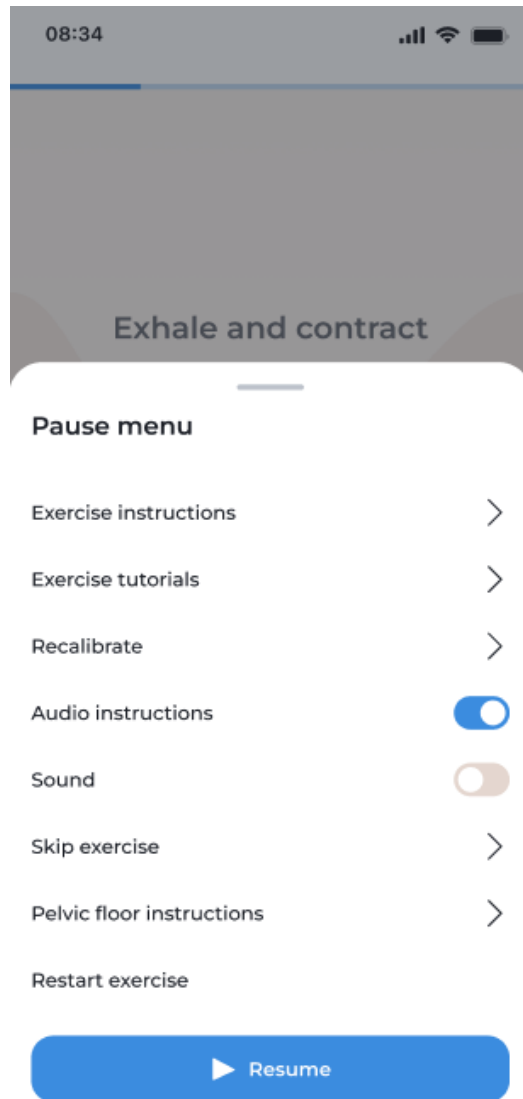 08:34
Exhale and contract
Pause menu
Exercise instructions
Exercise tutorials
Recalibrate
Audio instructions
Sound
Skip exercise
Pelvic floor instructions
Restart exercise
Resume